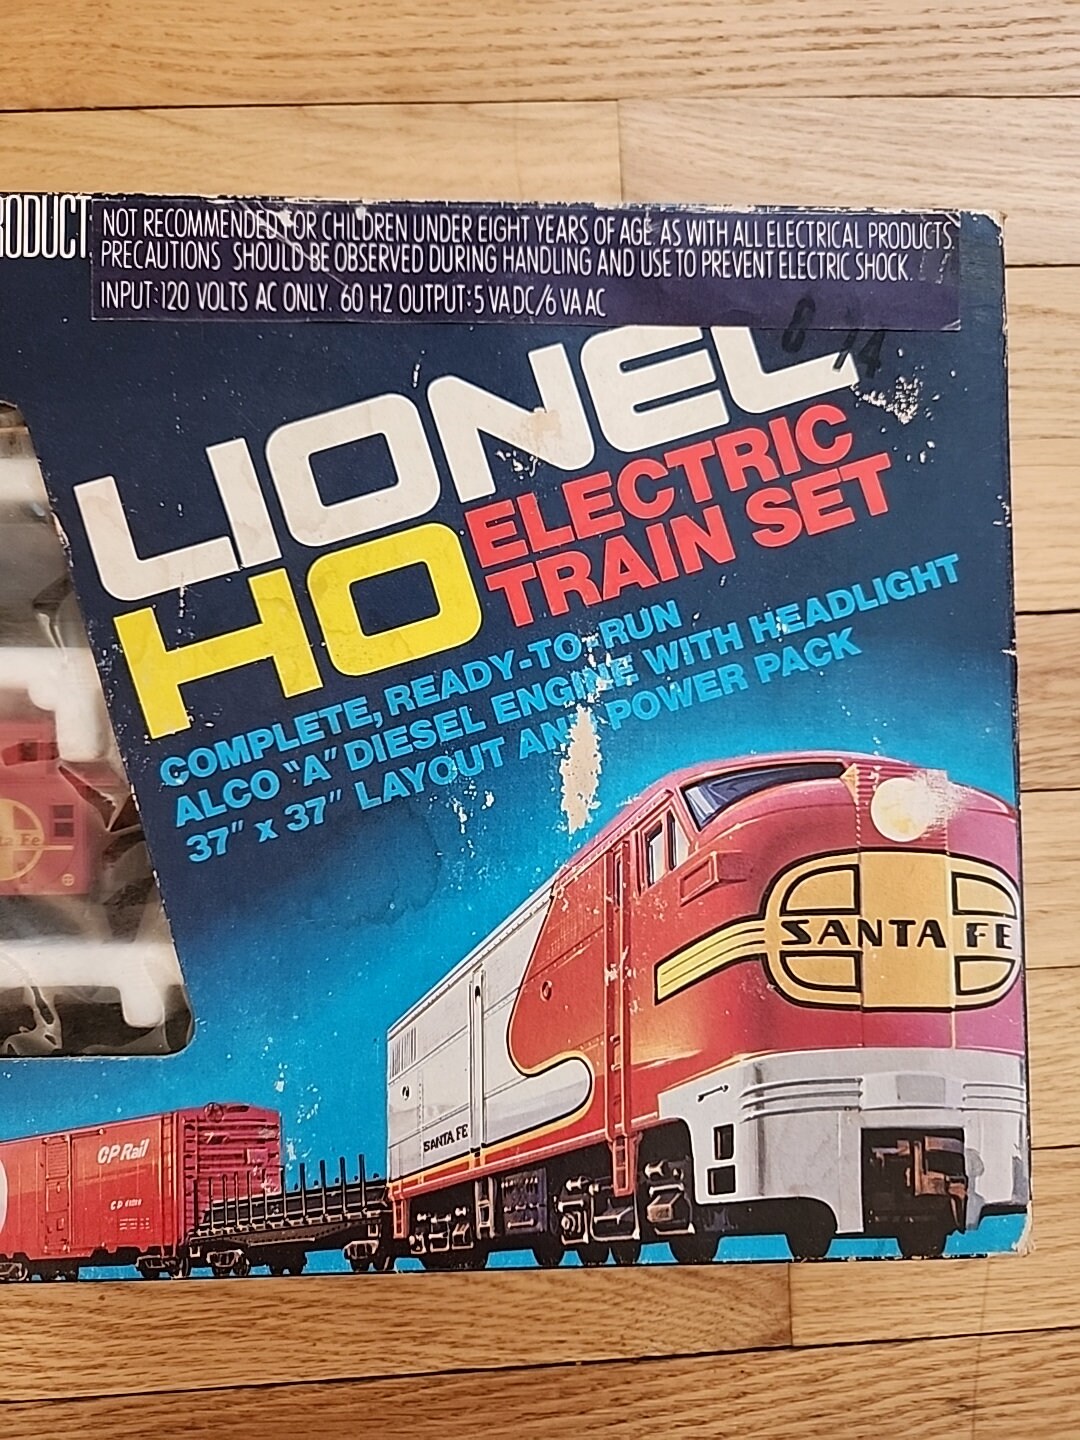 NOT RECOMMENDED FOR CHILDREN UNDER EIGHT YEARS OF AGE. AS WITH ALL ELECTRICAL PRODUCTS,
PRECAUTIONS SHOULD BE OBSERVED DURING HANDLING AND USE TO PREVENT ELECTRIC SHOCK.
INPUT: 120 VOLTS AC ONLY. 60 HZ OUTPUT: 5 VA DC/6 VA AC
LIONEL
HO ELECTRIC
TRAIN SET
COMPLETE, READY-TO-RUN
ALCO "A" DIESEL ENGINE WITH HEADLIGHT
37" x 37" LAYOUT AND POWER PACK
SANTA FE
SANTA FE
CP Rail